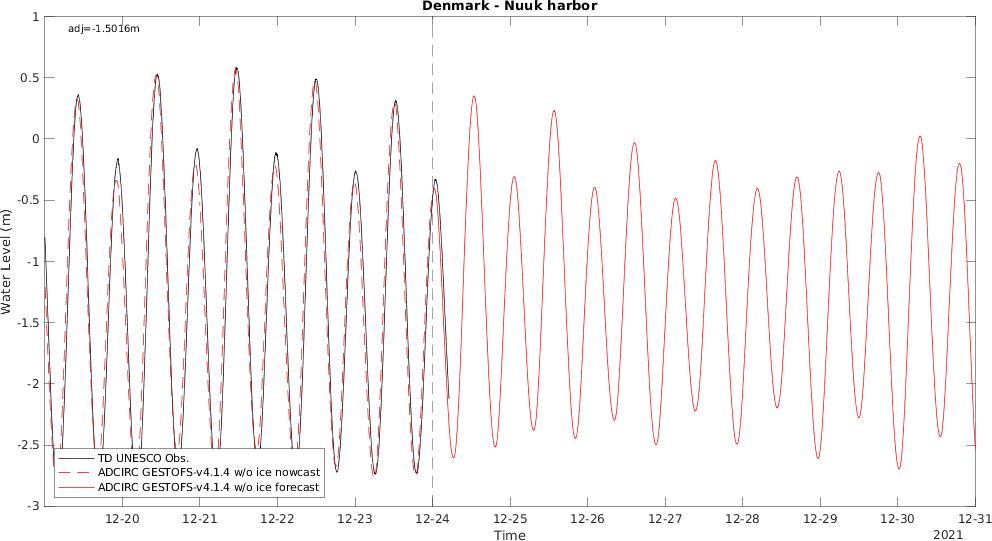 Denmark - Nuuk harbor
adj=-1.5016m
1
0.5
0
-0.5
-1
-1.5
-2
-2.5
-3
Water Level (m)
TD UNESCO Obs.
ADCIRC GESTOFS-v4.1.4 w/o ice nowcast
ADCIRC GESTOFS-v4.1.4 w/o ice forecast
12-20 12-21 12-22 12-23 12-24 12-25 12-26 12-27 12-28 12-29 12-30 12-31
Time
2021